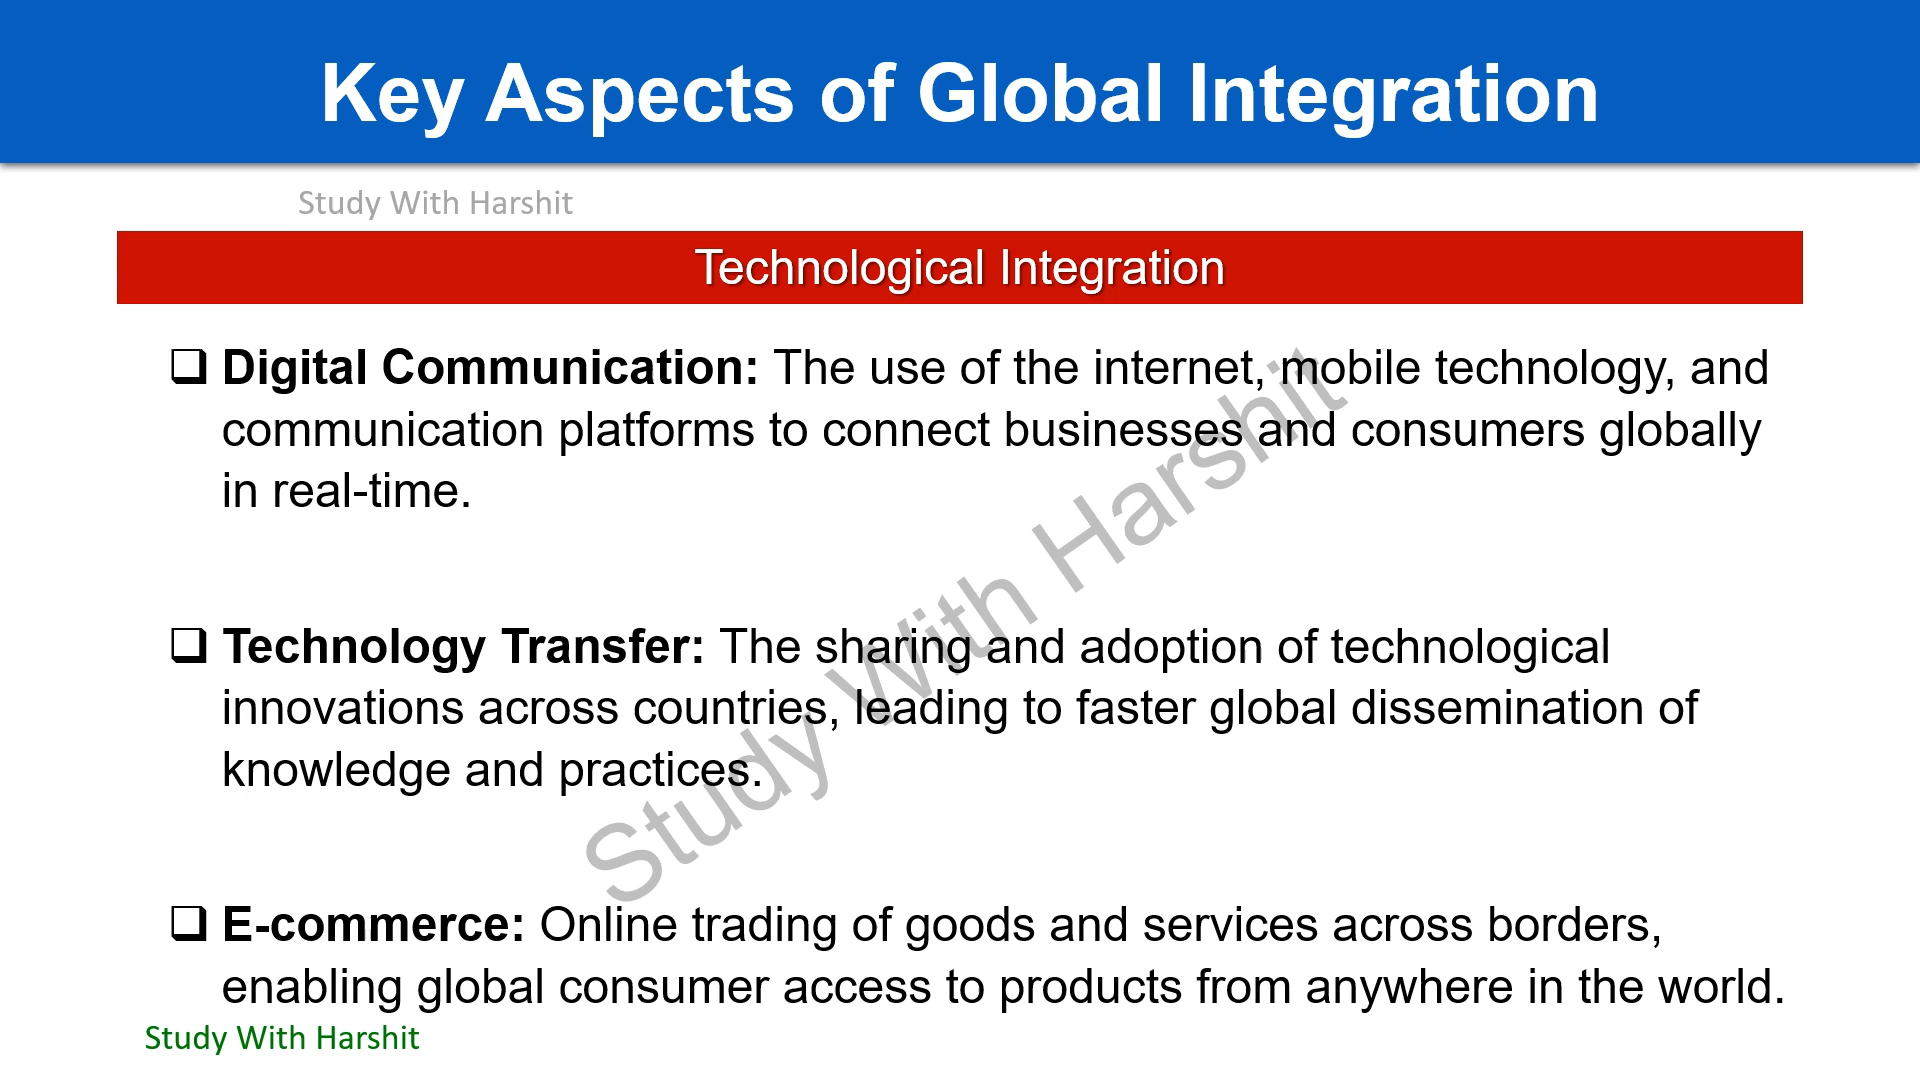 Key Aspects of Global Integration
Study With Harshit
Technological Integration
❑ Digital Communication: The use of the internet, mobile technology, and
communication platforms to connect businesses and consumers globally
in real-time.
❑ Technology Transfer: The sharing and adoption of technological
innovations across countries, leading to faster global dissemination of
knowledge and practices.
❑ E-commerce: Online trading of goods and services across borders,
enabling global consumer access to products from anywhere in the world.
Study With Harshit
Study With Harshit